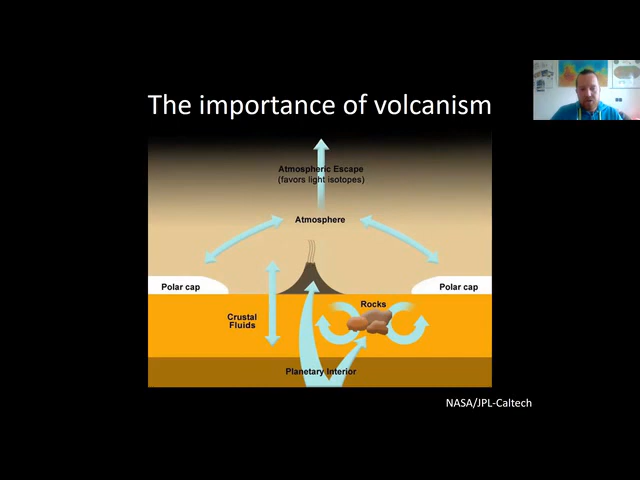 The importance of volcanism
Atmospheric Escape
(favors light isotopes)
Atmosphere
Polar cap
Polar cap
Rocks
Crustal
Fluids
Planetary Interior
NASA/JPL-Caltech